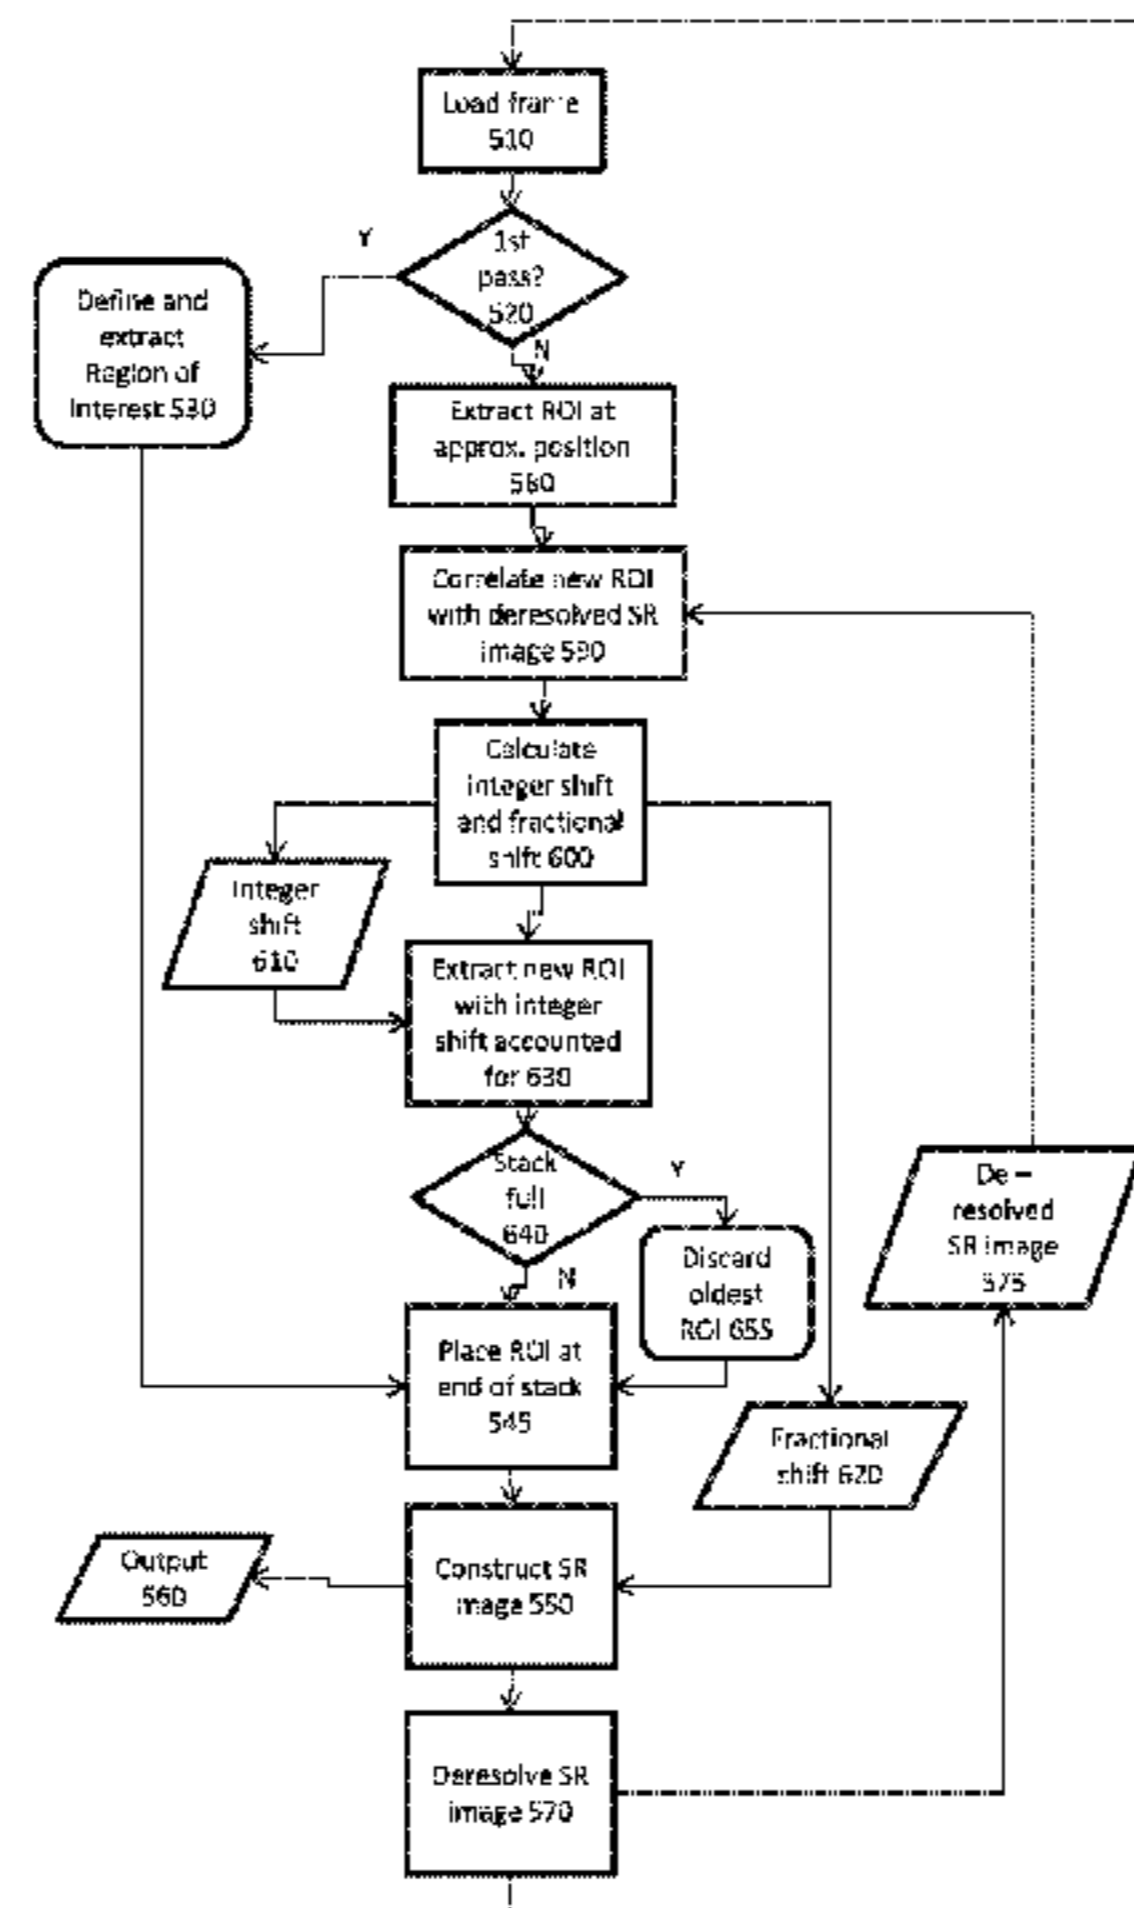 Load frame
510
1st
pass?
520
Y
N
Define and
extract
Region of
Interest 530
Extract ROI at
approx. position
580
Correlate new ROI
with deresolved SR
image 590
Calculate
integer shift
and fractional
shift 600
Integer
shift
610
Extract new ROI
with integer
shift accounted
for 630
Stack
full
640
Y
N
Discard
oldest
ROI 655
De –
resolved
SR image
575
Place ROI at
end of stack
545
Fractional
shift 620
Construct SR
image 550
Output
560
Deresolve SR
image 570